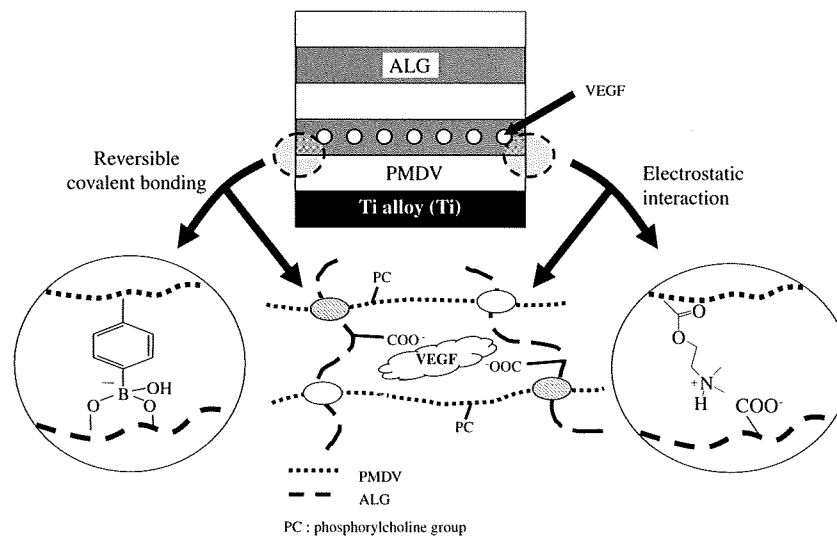 ALG
VEGF
Reversible
covalent bonding
PMDV
Electrostatic
interaction
Ti alloy (Ti)
PC
COO-
VEGF
-OOC
PC
B
OH
O
O
O
O
N
+
H
COO-
PMDV
ALG
PC : phosphorylcholine group